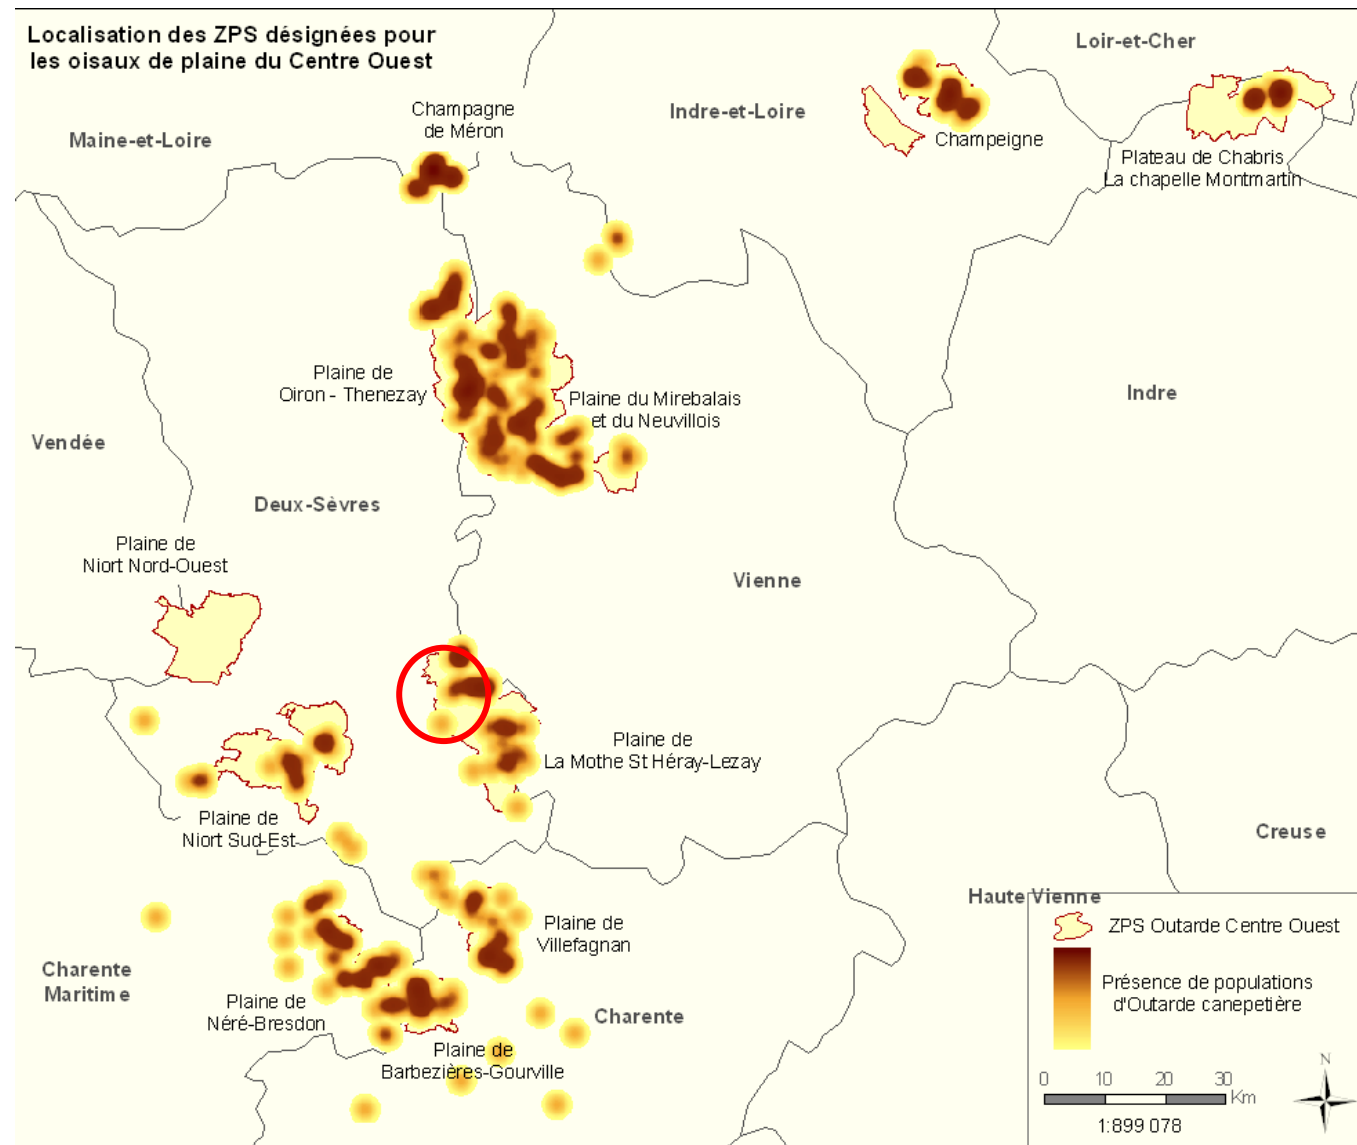 Localisation des ZPS désignées pour
les oisaux de plaine du Centre Ouest
Loir-et-Cher
Champagne
de Méron
Indre-et-Loire
Maine-et-Loire
Champeigne
Plateau de Chabris
La chapelle Montmartin
Plaine de
Oiron - Thenezay
Plaine du Mirebalais
et du Neuvillois
Indre
Vendée
Deux-Sèvres
Plaine de
Niort Nord-Ouest
Vienne
Plaine de
La Mothe St Héray-Lezay
Plaine de
Niort Sud-Est
Creuse
Haute Vienne
Plaine de
Villefagnan
Charente
Maritime
Plaine de
Néré-Bresdon
Charente
Plaine de
Barbezières-Gourville
ZPS Outarde Centre Ouest
Présence de populations
d'Outarde canepetière
N
0 10 20 30
Km
1:899 078